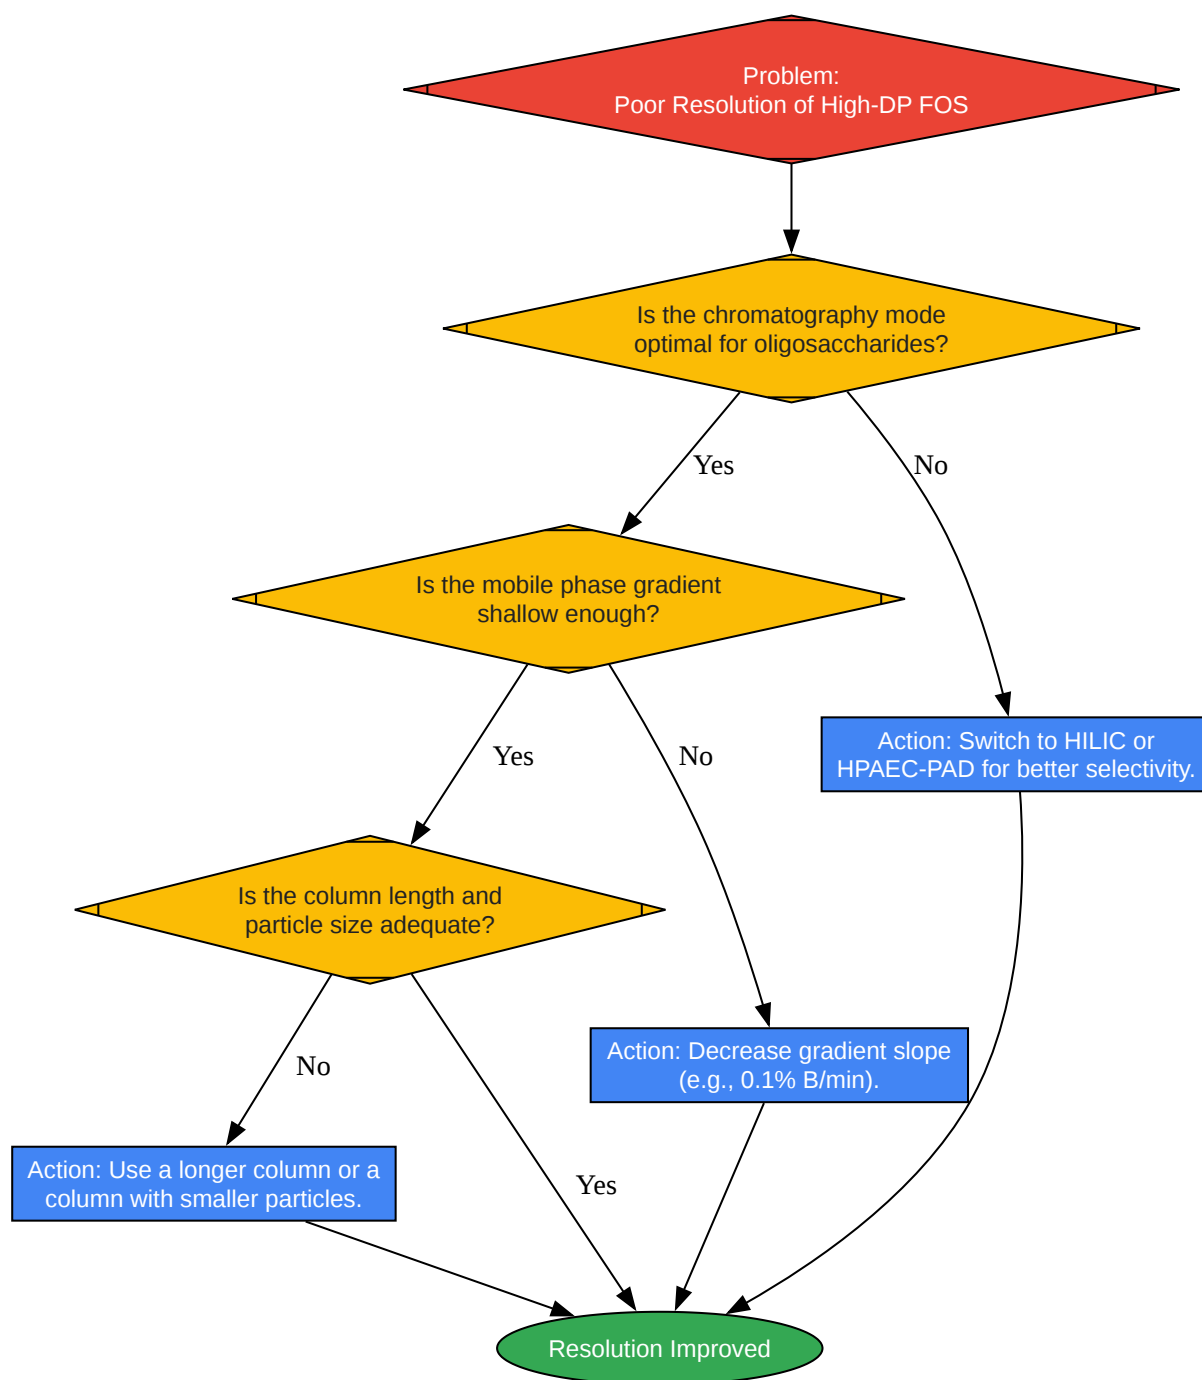 Problem:
Poor Resolution of High-DP FOS
Is the chromatography mode
optimal for oligosaccharides?
Yes
No
Is the mobile phase gradient
shallow enough?
Action: Switch to HILIC or
HPAEC-PAD for better selectivity.
Yes
No
Is the column length and
particle size adequate?
Action: Decrease gradient slope
(e.g., 0.1% B/min).
No
Action: Use a longer column or a
column with smaller particles.
Yes
Resolution Improved